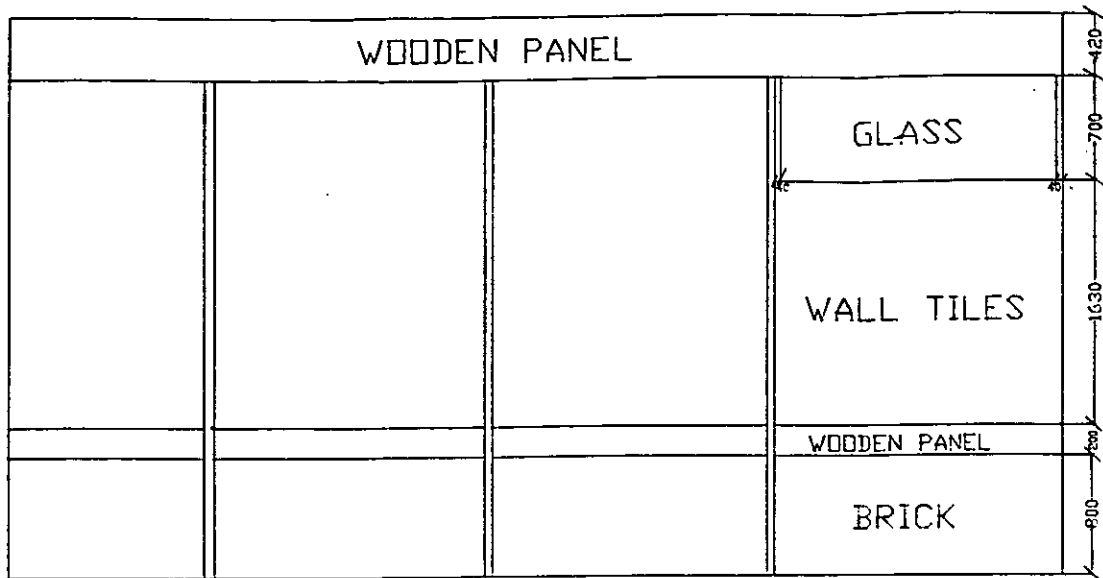 WOODEN PANEL
420
GLASS
700
WALL TILES
1630
WOODEN PANEL
200
BRICK
800